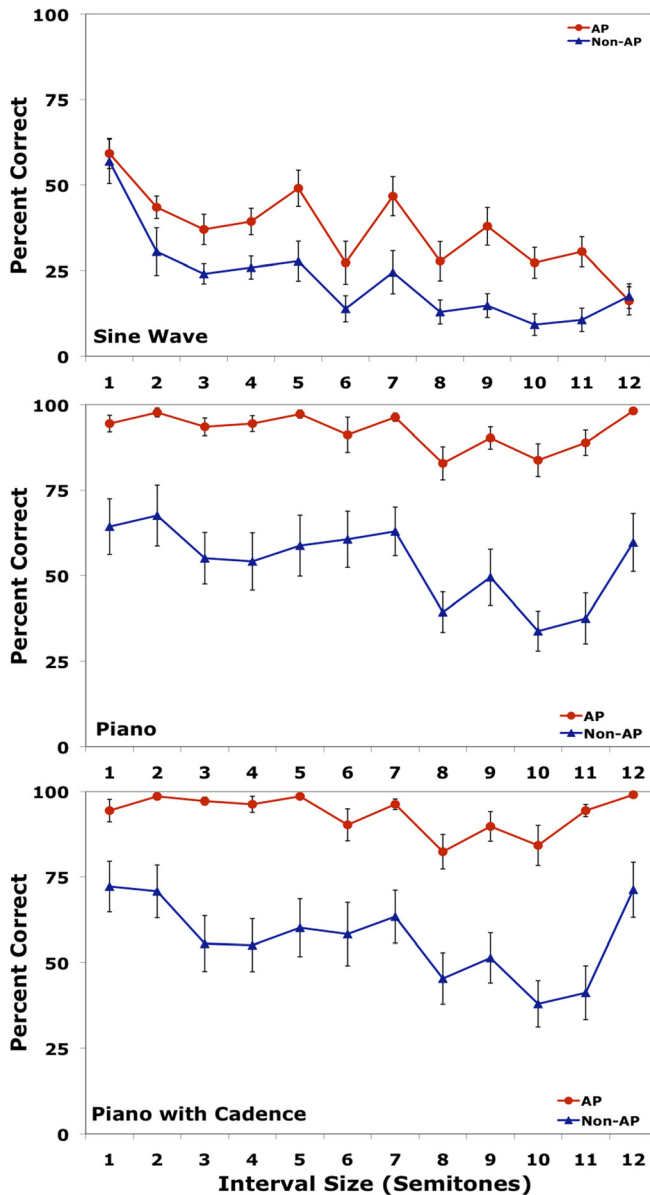 100
AP
Non-AP
75
50
25
0
Percent Correct
Sine Wave
1 2 3 4 5 6 7 8 9 10 11 12
100
75
50
25
0
Percent Correct
Piano
AP
Non-AP
1 2 3 4 5 6 7 8 9 10 11 12
100
75
50
25
0
Percent Correct
Piano with Cadence
AP
Non-AP
1 2 3 4 5 6 7 8 9 10 11 12
Interval Size (Semitones)